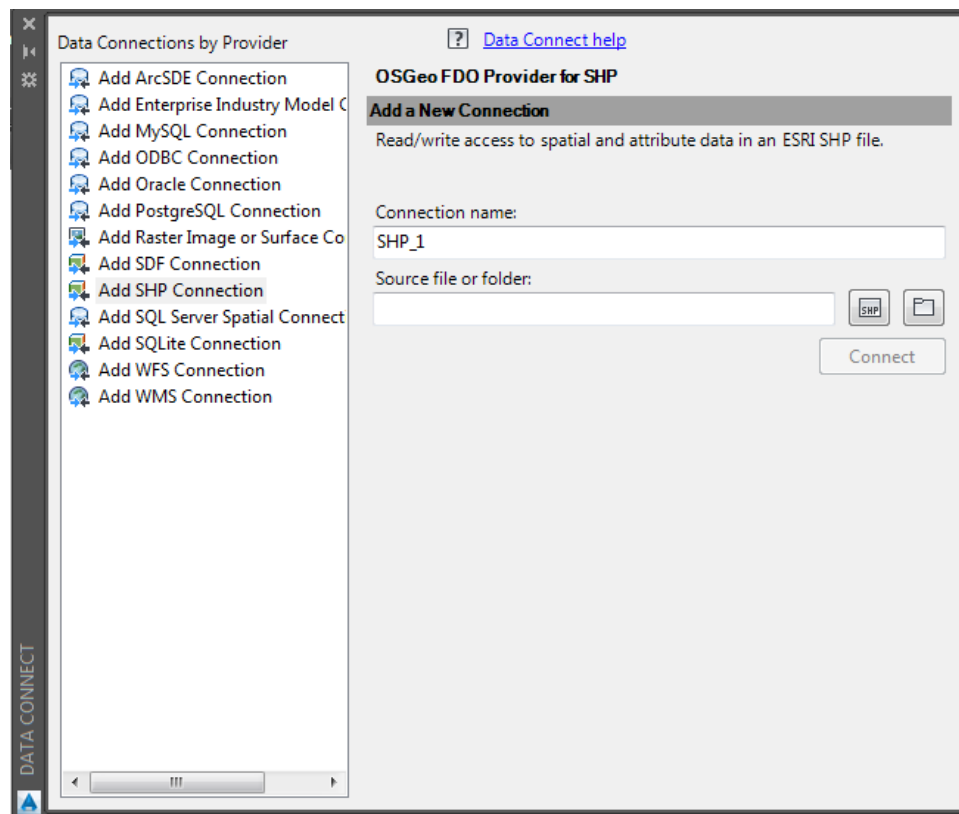 Data Connections by Provider
Add ArcSDE Connection
Add Enterprise Industry Model C
Add MySQL Connection
Add ODBC Connection
Add Oracle Connection
Add PostgreSQL Connection
Add Raster Image or Surface Co
Add SDF Connection
Add SHP Connection
Add SQL Server Spatial Connect
Add SQLite Connection
Add WFS Connection
Add WMS Connection
? Data Connect help
OSGeo FDO Provider for SHP
Add a New Connection
Read/write access to spatial and attribute data in an ESRI SHP file.
Connection name:
SHP_1
Source file or folder:
SHP
Connect
DATA CONNECT